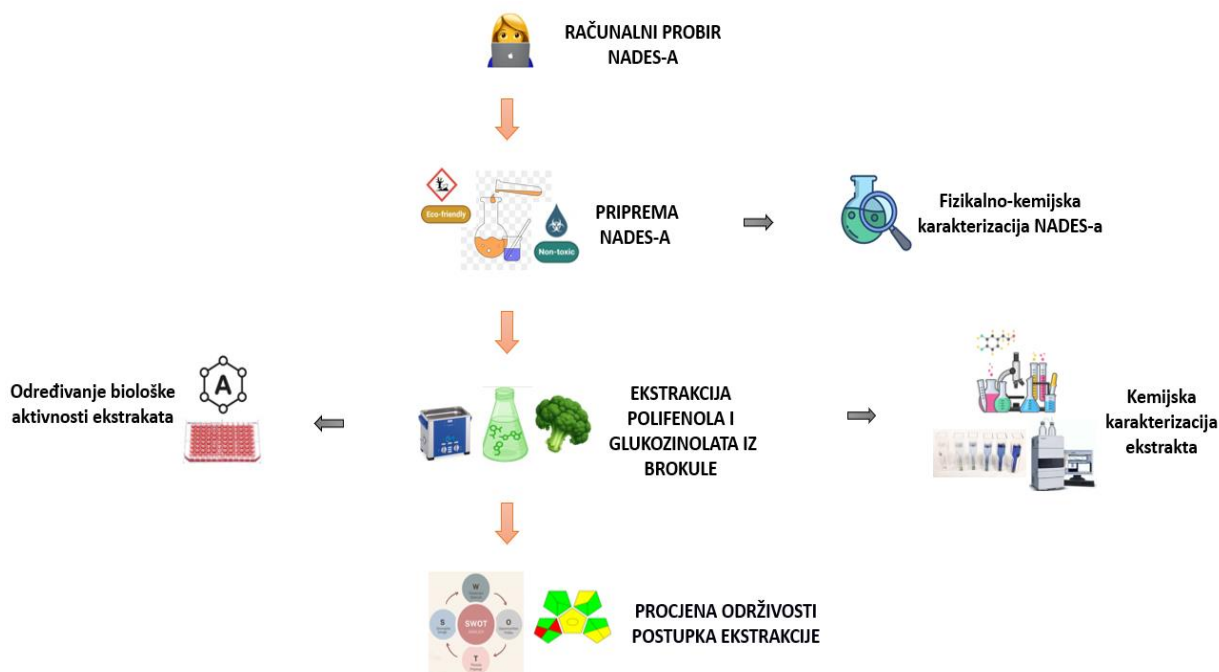 RAČUNALNI PROBIR
NADES-A
Eco-friendly
Non-toxic
PRIPREMA
NADES-A
Fizikalno-kemijska
karakterizacija NADES-a
Određivanje biološke
aktivnosti ekstrakata
A
EKSTRAKCIJA
POLIFENOLA I
GLUKOZINOLATA IZ
BROKULE
Kemijska
karakterizacija
ekstrakta
W
S
SWOT
O
T
PROCJENA ODRŽIVOSTI
POSTUPKA EKSTRAKCIJE